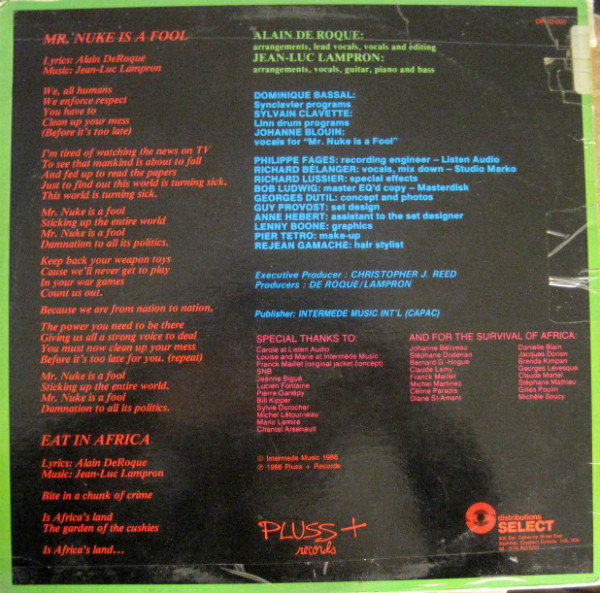 MR. NUKE IS A FOOL
Lyrics: Alain DeRoque
Music: Jean-Luc Lampron
We, all humans
We enforce respect
You have to
Clean up your mess
(Before it's too late)
I'm tired of watching the news on TV
To see that mankind is about to fall
And fed up to read the papers
Just to find out this world is turning sick.
This world is turning sick.
Mr. Nuke is a fool
Sticking up the entire world
Mr. Nuke is a fool
Damnation to all its politics.
Keep back your weapon toys
Cause we'll never get to play
In your war games
Count us out.
Because we are from nation to nation,
The power you need to be there
Giving us all a strong voice to deal
You must now clean up your mess
Before it's too late for you. (repeat)
Mr. Nuke is a fool
Sticking up the entire world.
Mr. Nuke is a fool
Damnation to all its politics.
EAT IN AFRICA
Lyrics: Alain DeRoque
Music: Jean-Luc Lampron
Bite in a chunk of crime
Is Africa's land
The garden of the cushies
Is Africa's land...
ALAIN DE ROQUE:
arrangements, lead vocals, vocals and editing
JEAN-LUC LAMPRON:
arrangements, vocals, guitar, piano and bass
DOMINIQUE BASSAL:
Synclavier programs
SYLVAIN CLAVETTE:
Linn drum programs
JOHANNE BLOUIN:
vocals for "Mr. Nuke is a Fool"
PHILIPPE FAGES: recording engineer – Listen Audio
RICHARD BÉLANGER: vocals, mix down – Studio Marko
RICHARD LUSSIER: special effects
BOB LUDWIG: master EQ'd copy – Masterdisk
GEORGES DUTIL: concept and photos
GUY PROVOST: set design
ANNE HEBERT: assistant to the set designer
LENNY BOONE: graphics
PIER TETRO: make-up
REJEAN GAMACHE: hair stylist
Executive Producer : CHRISTOPHER J. REED
Producers : DE ROQUE/LAMPRON
Publisher: INTERMEDE MUSIC INT'L (CAPAC)
SPECIAL THANKS TO:
Carole at Listen Audio
Louise and Marie at Intermède Music
Franck Maillet (original jacket concept)
SNB
Jeanne Bigué
Lucien Fontaine
Pierre Gariépy
Bill Kipper
Sylvie Durocher
Michel Létourneau
Mario Lamire
Chantal Arsenault
AND FOR THE SURVIVAL OF AFRICA:
Johanne Béliveau
Stéphane Dostenan
Bernard G.-Hogue
Claude Lamy
Franck Maillet
Michel Martinez
Céline Paradis
Diane St-Amant
Danielle Blain
Jacques Dorion
Brenda Kimpan
Georges Lévesque
Claude Martel
Stéphane Mathieu
Gilles Poulin
Michèle Soucy
© Intermède Music 1986
℗ 1986 Pluss + Records
PLUSS +
records
distributions
SELECT